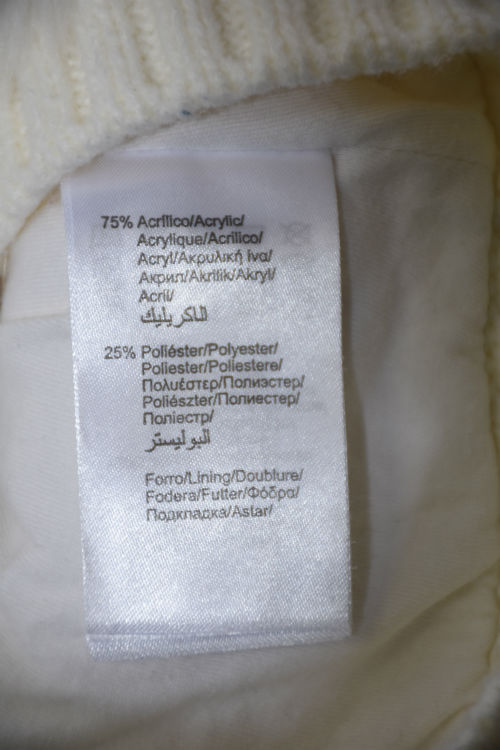 75% Acrílico/Acrylic/
Acrylique/Acrilico/
Acryl/Ακρυλική ίνα/
Акрил/Akrilik/Akryl/
Acril/
الاكريليك
25% Poliéster/Polyester/
Poliester/Poliestere/
Πολυέστερ/Полиэстер/
Poliészter/Полиестер/
Поліестр/
البوليستر
Forro/Lining/Doublure/
Fodera/Futter/Φόδρα/
Подкладка/Astar/